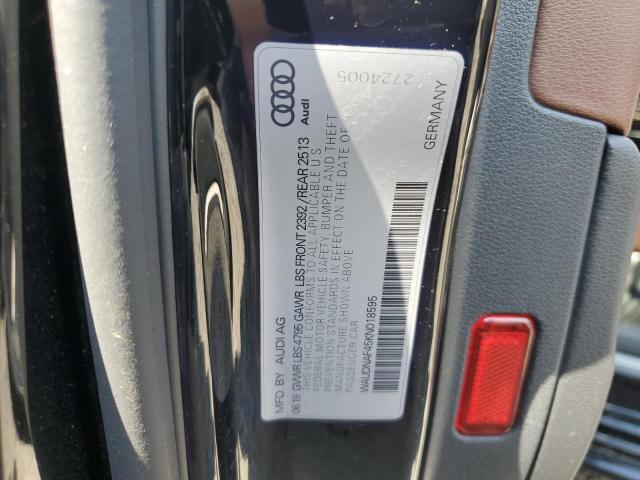 MFD BY AUDI AG
0619 GVWR LBS 4795 GAWR LBS FRONT 2392 / REAR 2513
THIS VEHICLE CONFORMS TO ALL APPLICABLE U.S.
FEDERAL MOTOR VEHICLE SAFETY, BUMPER AND THEFT
PREVENTION STANDARDS IN EFFECT ON THE DATE OF
MANUFACTURE SHOWN ABOVE
PASSENGER CAR
WAUDNAF45KN018595
Audi
GERMANY
2724005